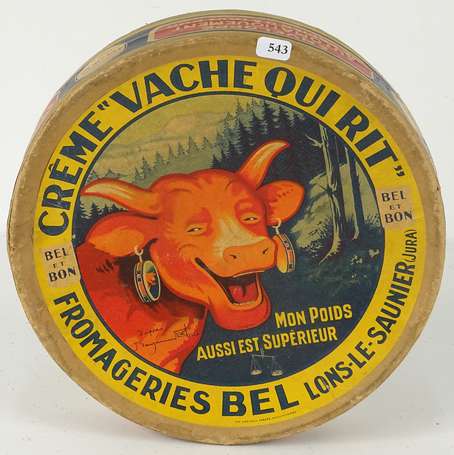 543
CRÈME "VACHE QUI RIT"
BEL
ET
BON
BEL
ET
BON
MON POIDS
AUSSI EST SUPÉRIEUR
FROMAGERIES BEL LONS-LE-SAUNIER (JURA)